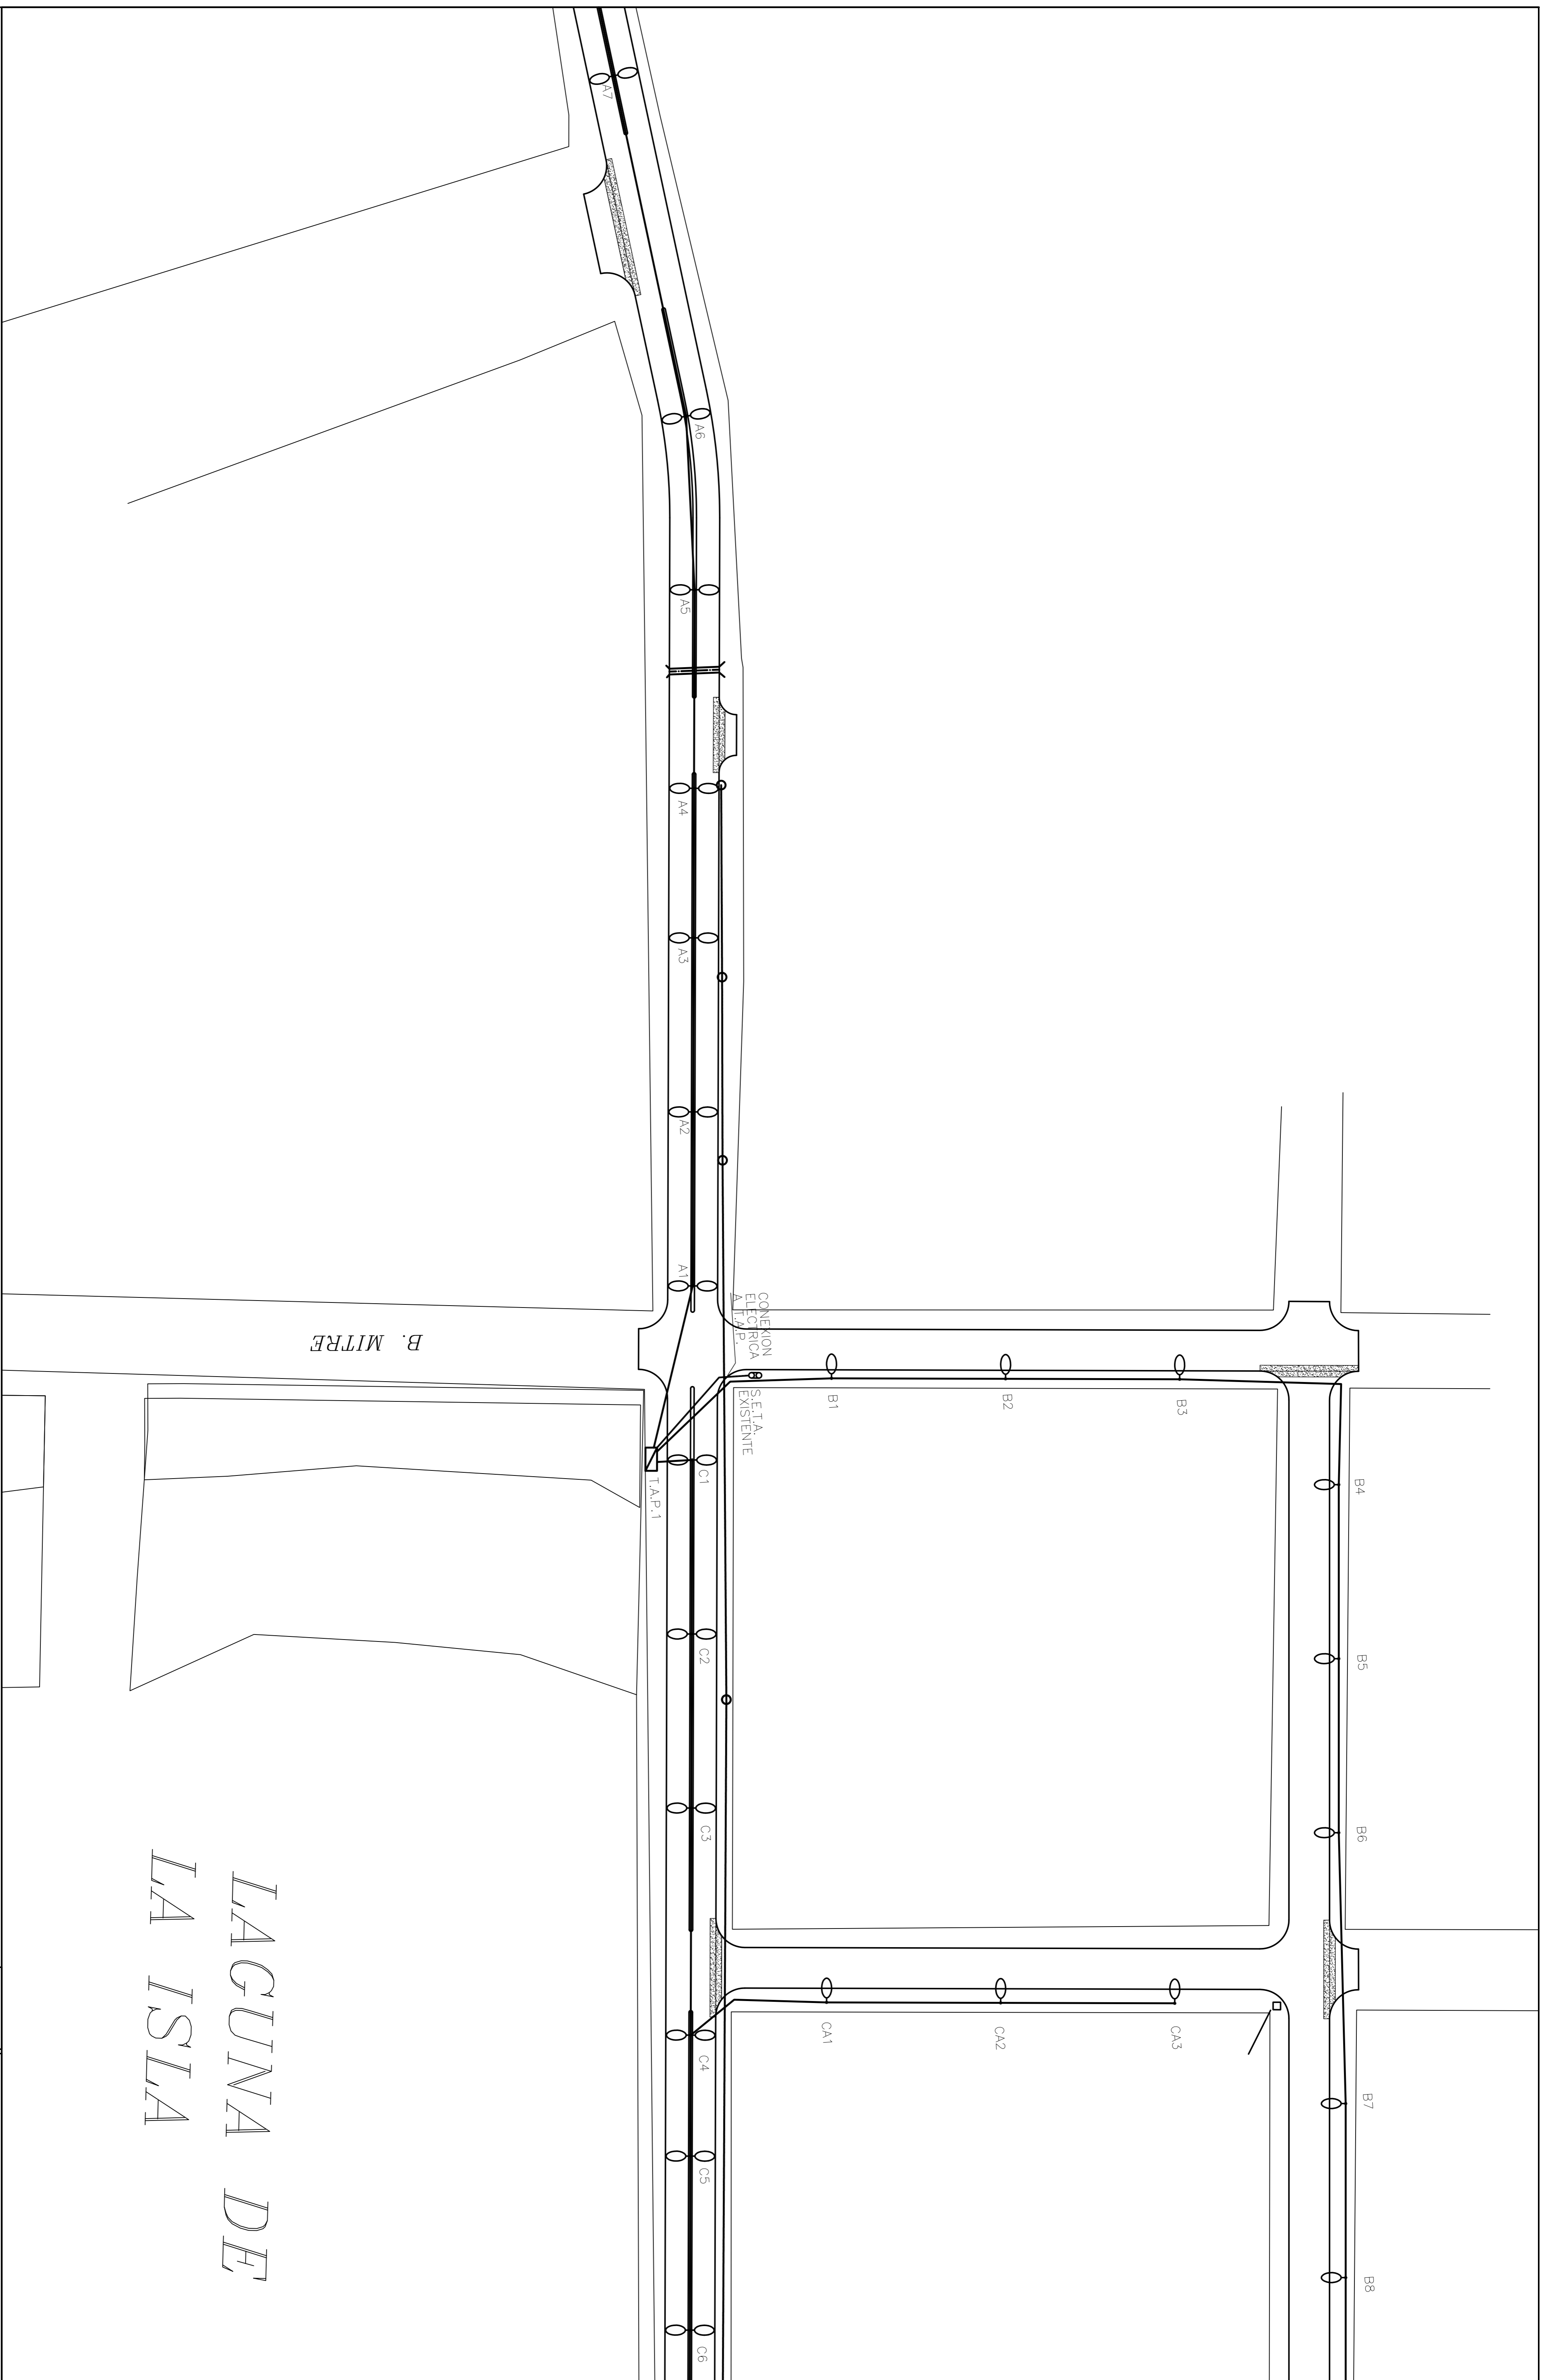 A7
A6
A5
A4
A3
A2
A1
CONEXION
ELECTRICA
A T.A.P.
B. MITRE
S.E.T.A.
EXISTENTE
B1
B2
B3
T.A.P.1
C1
B4
C2
B5
C3
B6
LAGUNA DE
LA ISLA
CA1
CA2
CA3
C4
B7
C5
B8
C6